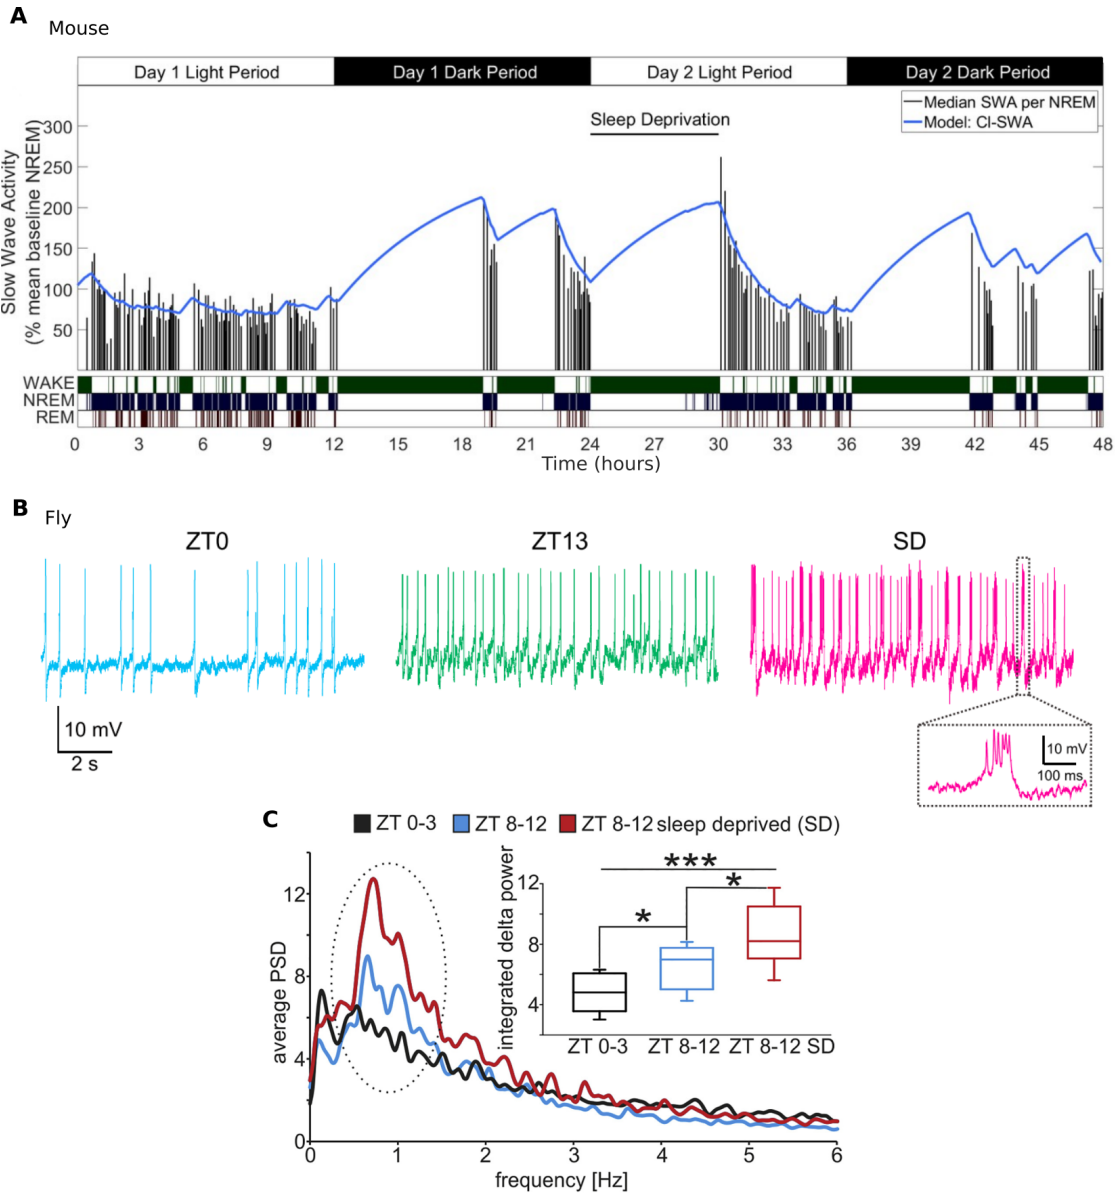 A
Mouse
Day 1 Light Period
Day 1 Dark Period
Day 2 Light Period
Day 2 Dark Period
Median SWA per NREM
Model: Cl-SWA
Sleep Deprivation
Slow Wave Activity
(% mean baseline NREM)
300
250
200
150
100
50
WAKE
NREM
REM
0 3 6 9 12 15 18 21 24 27 30 33 36 39 42 45 48
Time (hours)
B
Fly
ZT0
ZT13
SD
10 mV
2 s
10 mV
100 ms
C
ZT 0-3
ZT 8-12
ZT 8-12 sleep deprived (SD)
average PSD
12
8
4
0
0 1 2 3 4 5 6
frequency [Hz]
integrated delta power
12
8
4
***
*
*
ZT 0-3 ZT 8-12 ZT 8-12 SD